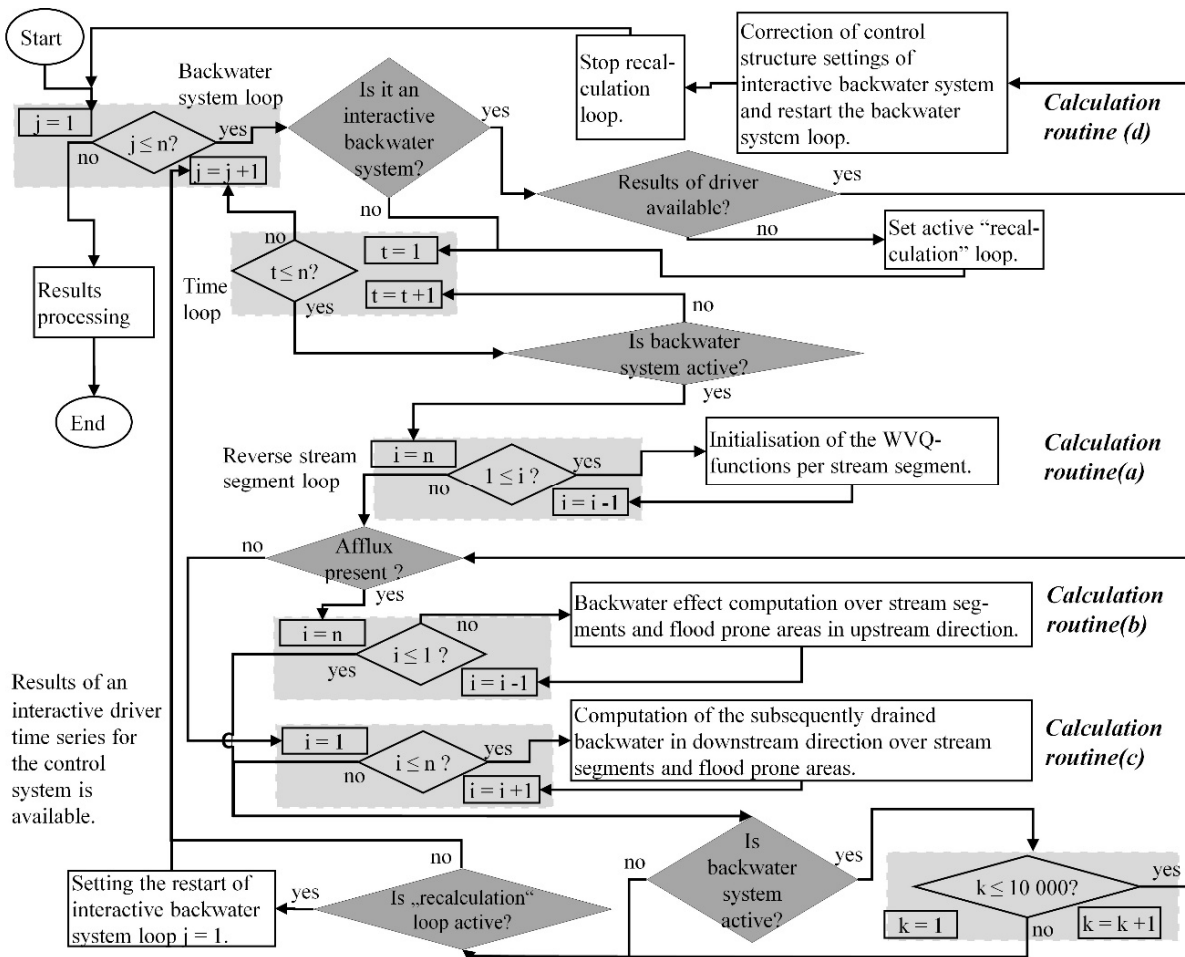 Start
Backwater
system loop
j = 1
j ≤ n?
yes
no
j = j +1
Is it an
interactive
backwater
system?
yes
no
Stop recal-
culation
loop.
Correction of control
structure settings of
interactive backwater system
and restart the backwater
system loop.
Calculation
routine (d)
Results of driver
available?
yes
no
Set active “recal-
culation” loop.
Results
processing
End
no
t ≤ n?
yes
Time
loop
t = 1
t = t +1
no
Is backwater
system active?
yes
Reverse stream
segment loop
i = n
1 ≤ i ?
yes
no
i = i -1
Initialisation of the WVQ-
functions per stream segment.
Calculation
routine(a)
no
Afflux
present ?
yes
i = n
no
i ≤ 1 ?
yes
i = i -1
Backwater effect computation over stream seg-
ments and flood prone areas in upstream direction.
Calculation
routine(b)
Results of an
interactive driver
time series for
the control
system is
available.
i = 1
i ≤ n ?
yes
no
i = i +1
Computation of the subsequently drained
backwater in downstream direction over stream
segments and flood prone areas.
Calculation
routine(c)
Is
backwater
system
active?
no
yes
k ≤ 10 000?
yes
no
k = 1
k = k +1
no
Is „recalculation“
loop active?
yes
Setting the restart of
interactive backwater
system loop j = 1.